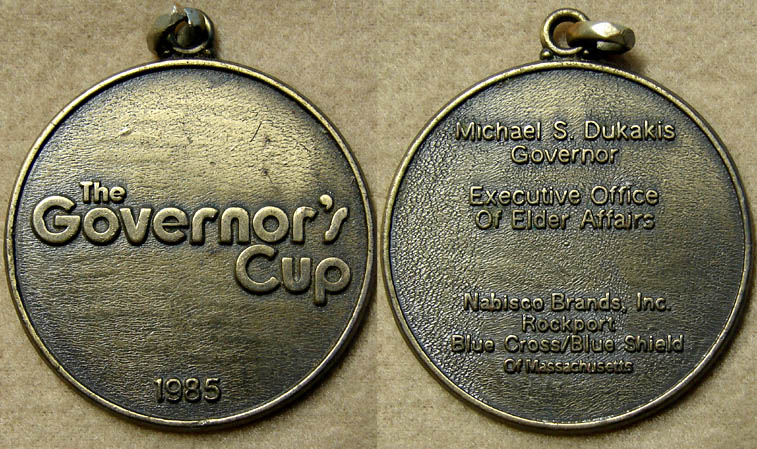 The
Governor's
Cup
1985
Michael S. Dukakis
Governor
Executive Office
Of Elder Affairs
Nabisco Brands, Inc.
Rockport
Blue Cross/Blue Shield
Of Massachusetts